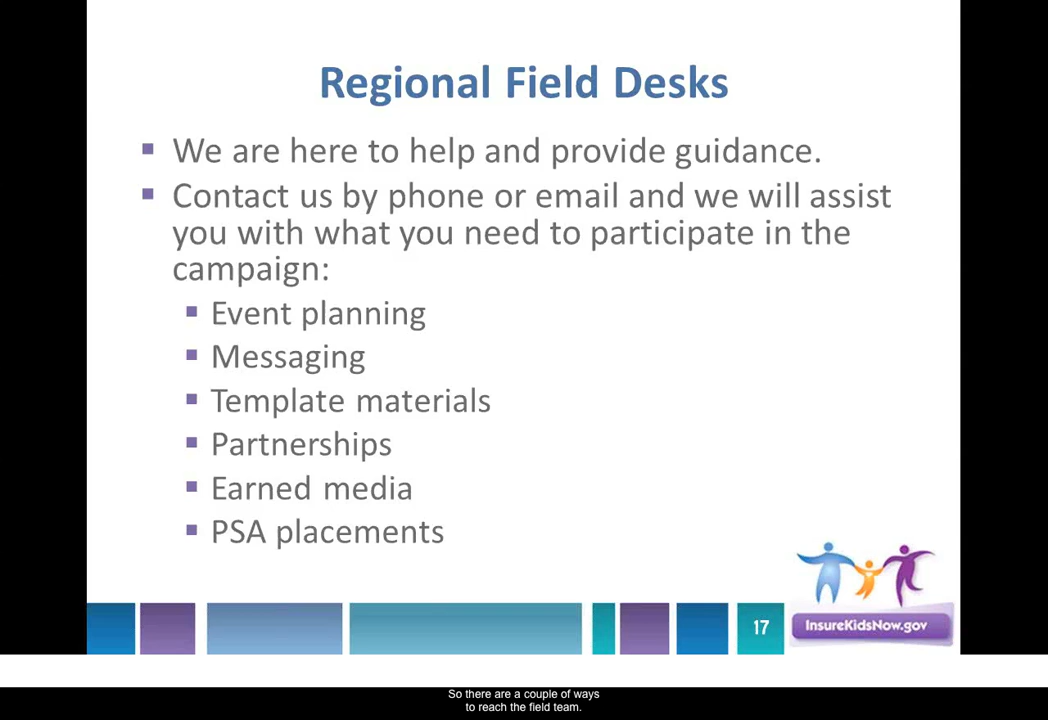 Regional Field Desks
We are here to help and provide guidance.
Contact us by phone or email and we will assist
you with what you need to participate in the
campaign:
Event planning
Messaging
Template materials
Partnerships
Earned media
PSA placements
17
InsureKidsNow.gov
So there are a couple of ways
to reach the field team.